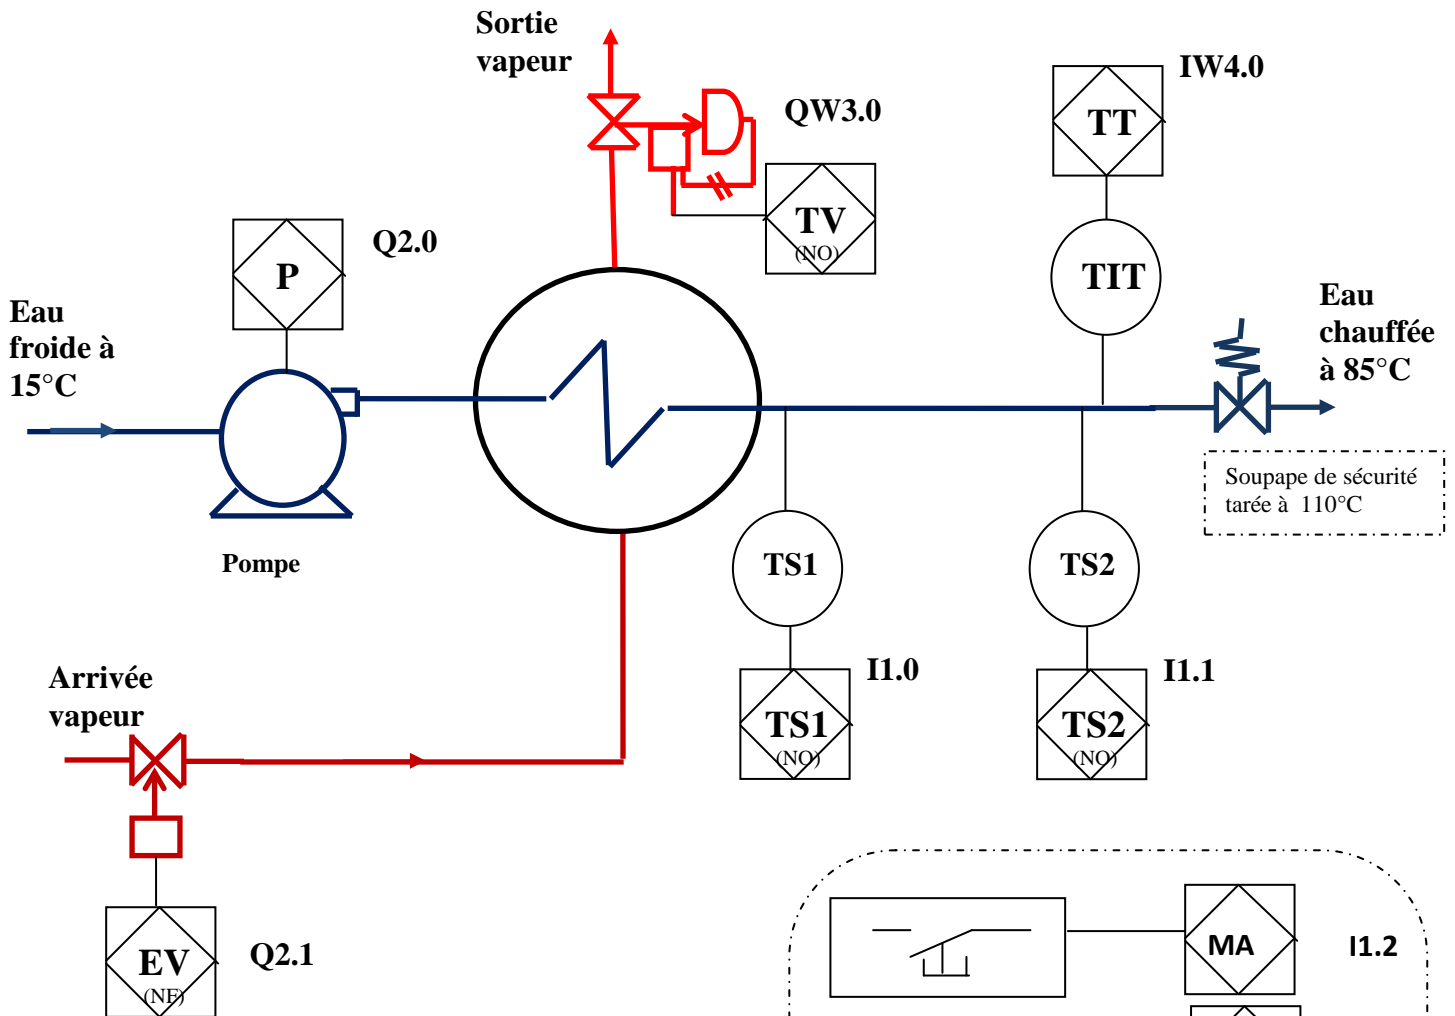 Sortie
vapeur
IW4.0
TT
QW3.0
TV
(NO)
Q2.0
P
TIT
Eau
froide à
15°C
Eau
chauffée
à 85°C
Soupape de sécurité
tarée à 110°C
Pompe
TS1
TS2
I1.0
I1.1
TS1
(NO)
TS2
(NO)
Arrivée
vapeur
EV
(NF)
Q2.1
MA
I1.2